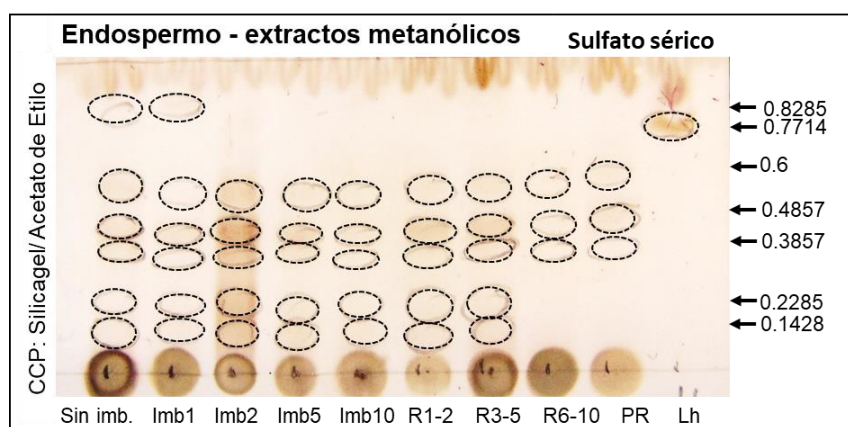 Endospermo - extractos metanólicos
Sulfato sérico
CCP: Silicagel/ Acetato de Etilo
0.8285
0.7714
0.6
0.4857
0.3857
0.2285
0.1428
Sin imb. Imb1 Imb2 Imb5 Imb10 R1-2 R3-5 R6-10 PR Lh